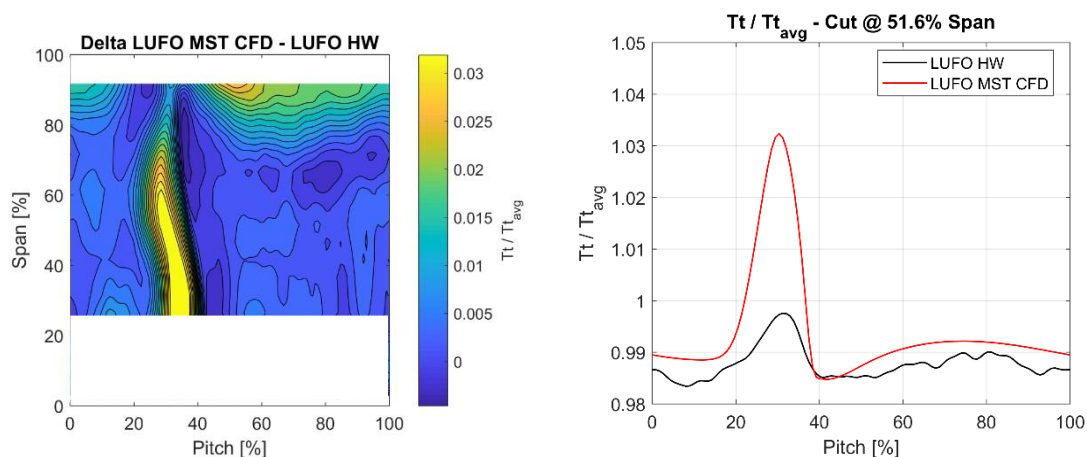 Delta LUFO MST CFD - LUFO HW
100
80
60
40
20
0
Span [%]
0 20 40 60 80 100
Pitch [%]
0.03
0.025
0.02
0.015
0.01
0.005
0
Tt / Tt_avg
Tt / Tt_avg - Cut @ 51.6% Span
LUFO HW
LUFO MST CFD
1.05
1.04
1.03
1.02
1.01
1
0.99
0.98
Tt / Tt_avg
0 20 40 60 80 100
Pitch [%]